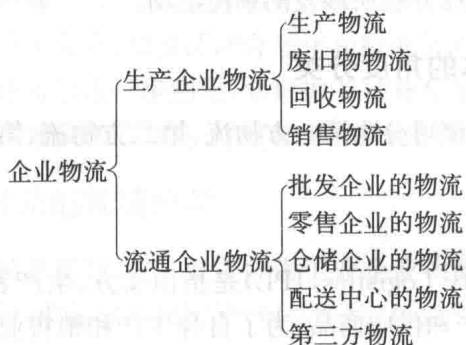 企业物流
生产企业物流
生产物流
废旧物物流
回收物流
销售物流
流通企业物流
批发企业的物流
零售企业的物流
仓储企业的物流
配送中心的物流
第三方物流